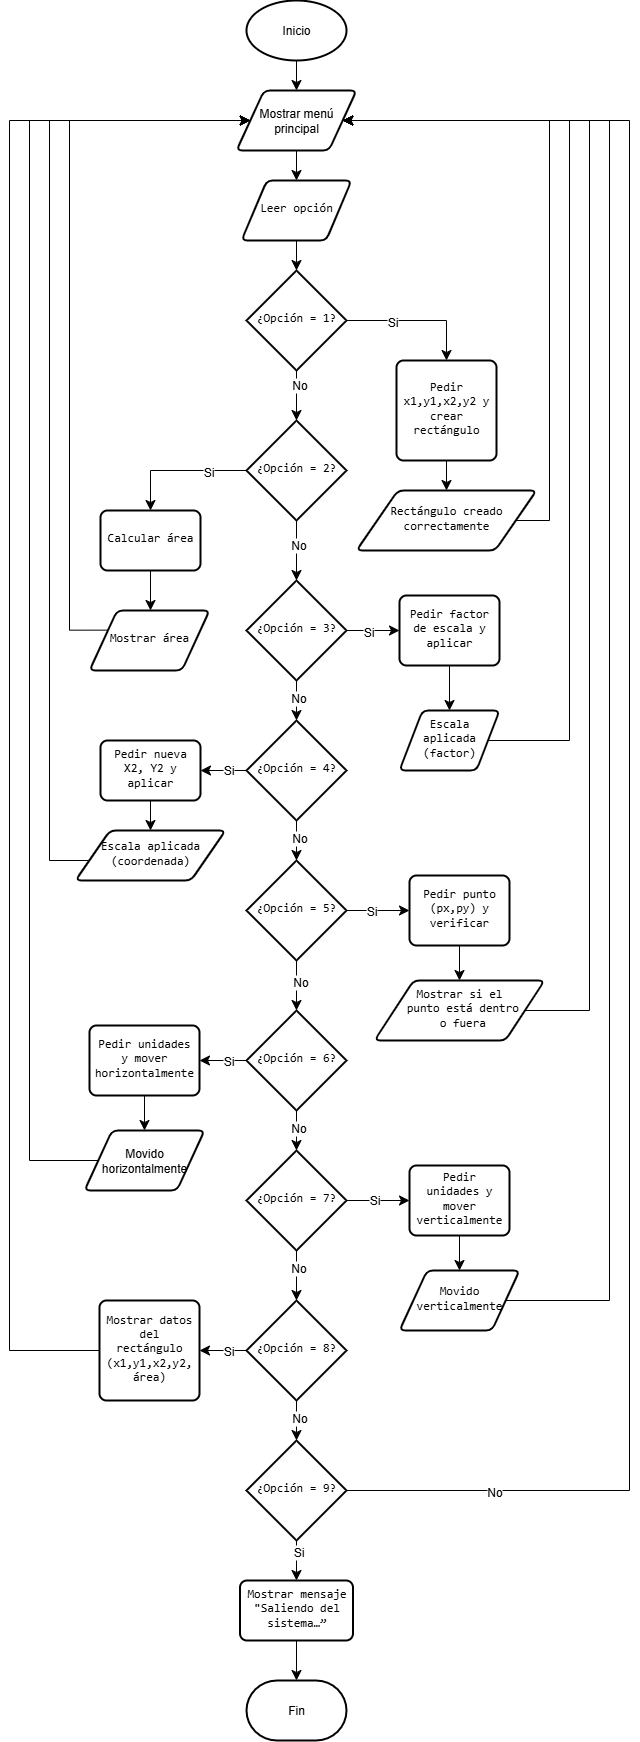 Inicio
Mostrar menú
principal
Leer opción
¿Opción = 1?
Si
No
Pedir
x1,y1,x2,y2 y
crear
rectángulo
Rectángulo creado
correctamente
¿Opción = 2?
Si
No
Calcular área
Mostrar área
¿Opción = 3?
Si
No
Pedir factor
de escala y
aplicar
Escala
aplicada
(factor)
¿Opción = 4?
Si
No
Pedir nueva
X2, Y2 y
aplicar
Escala aplicada
(coordenada)
¿Opción = 5?
Si
No
Pedir punto
(px,py) y
verificar
Mostrar si el
punto está dentro
o fuera
¿Opción = 6?
Si
No
Pedir unidades
y mover
horizontalmente
Movido
horizontalmente
¿Opción = 7?
Si
No
Pedir
unidades y
mover
verticalmente
Movido
verticalmente
¿Opción = 8?
Si
No
Mostrar datos
del
rectángulo
(x1,y1,x2,y2,
área)
¿Opción = 9?
No
Si
Mostrar mensaje
"Saliendo del
sistema…”
Fin